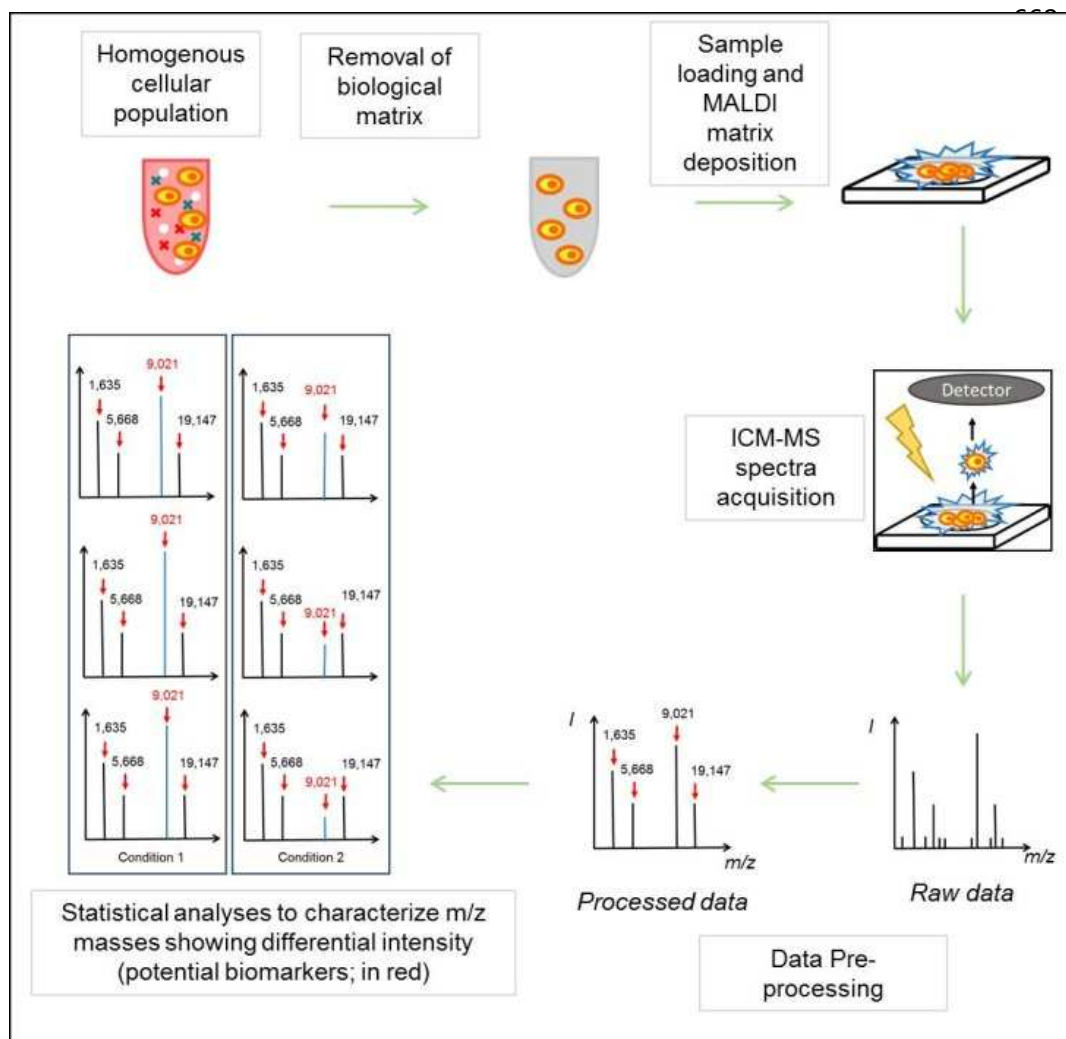 Homogenous
cellular
population
Removal of
biological
matrix
Sample
loading and
MALDI
matrix
deposition
Detector
ICM-MS
spectra
acquisition
I
m/z
Raw data
I
1,635
5,668
9,021
19,147
m/z
Processed data
Data Pre-
processing
9,021
1,635
5,668
19,147
9,021
1,635
5,668
19,147
9,021
1,635
5,668
19,147
Condition 1
1,635
9,021
5,668
19,147
1,635
5,668
9,021
19,147
1,635
5,668
9,021
19,147
Condition 2
Statistical analyses to characterize m/z
masses showing differential intensity
(potential biomarkers; in red)